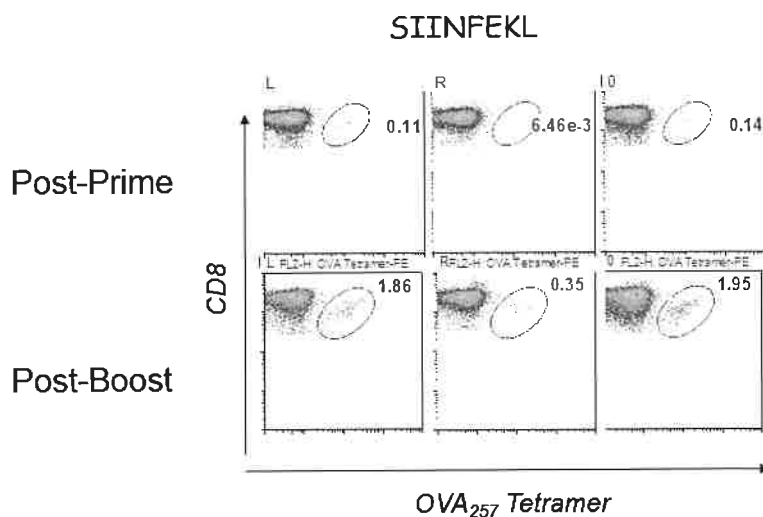 SIINFEKL
L R I 0
0.11 6.46e-3 0.14
Post-Prime
CD8
L FL2-H: OVA Tetramer-PE R FL2-H: OVA Tetramer-PE 0 FL2-H: OVA Tetramer-PE
1.86 0.35 1.95
Post-Boost
OVA257 Tetramer